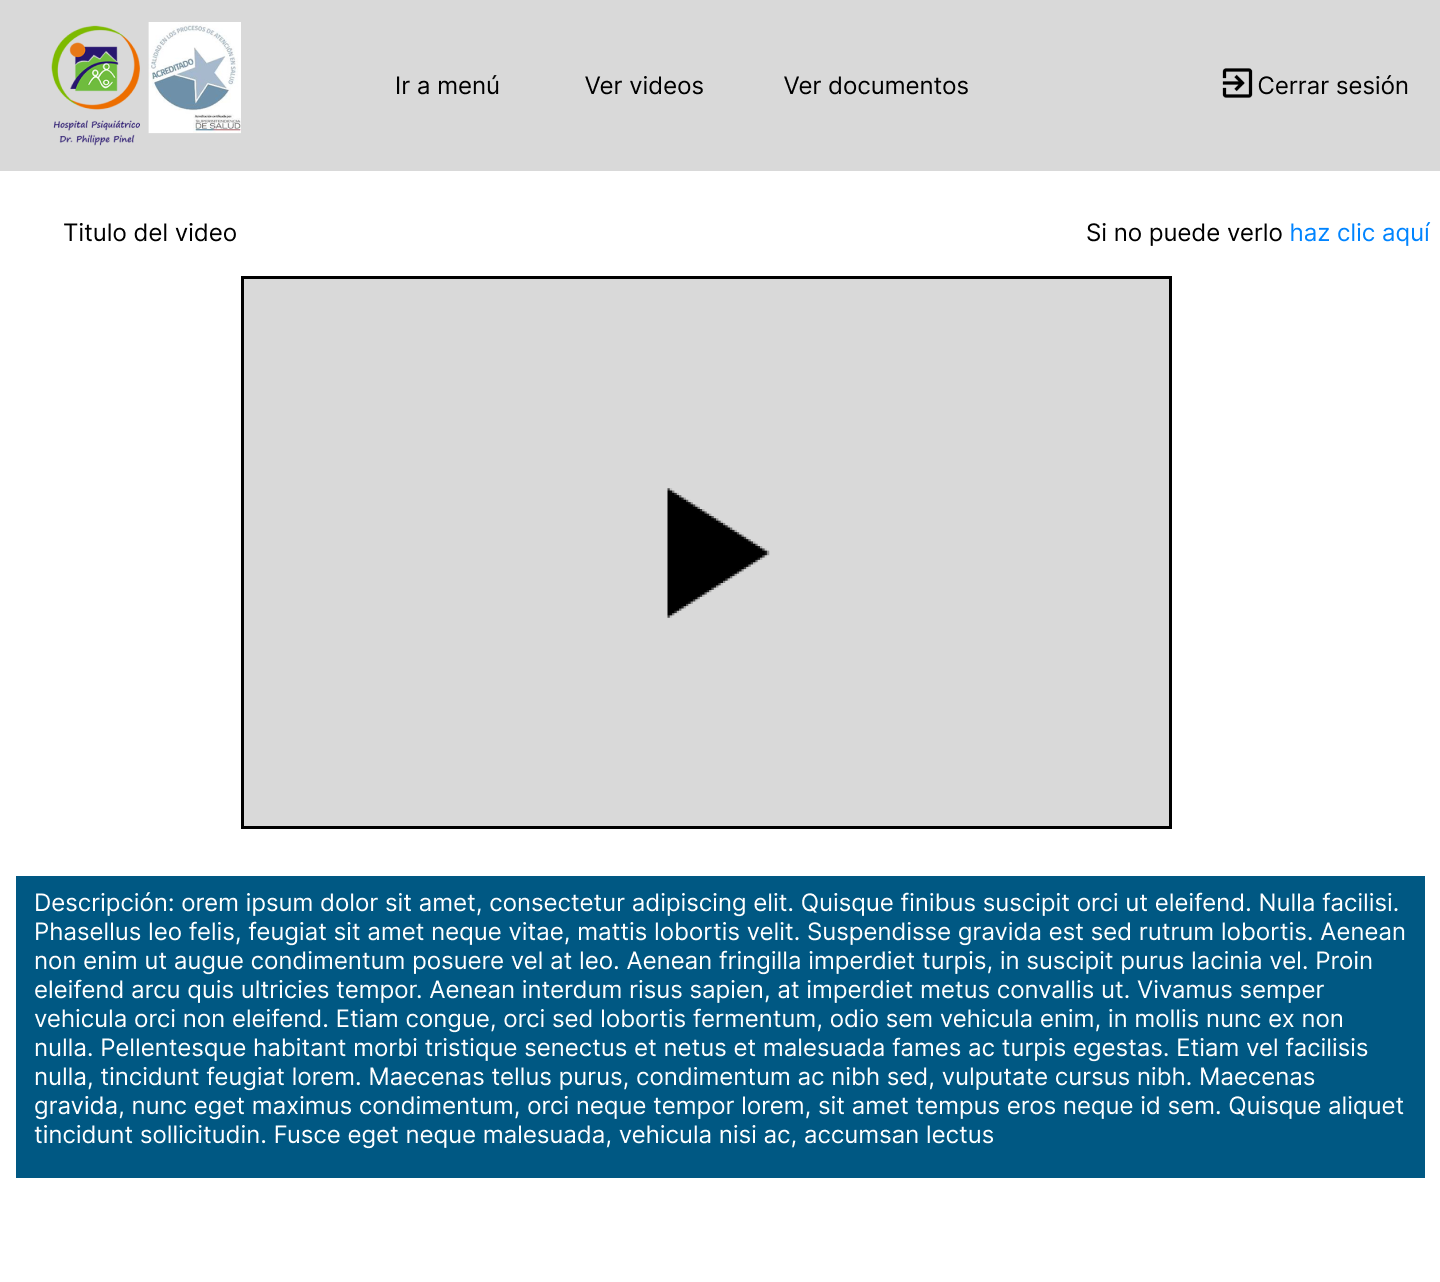 Hospital Psiquiátrico
Dr. Philippe Pinel
CALIDAD EN LOS PROCESOS DE ATENCIÓN EN SALUD
ACREDITADO
SUPERINTENDENCIA
DE SALUD
Ir a menú
Ver videos
Ver documentos
Cerrar sesión
Titulo del video
Si no puede verlo haz clic aquí
Descripción: orem ipsum dolor sit amet, consectetur adipiscing elit. Quisque finibus suscipit orci ut eleifend. Nulla facilisi.
Phasellus leo felis, feugiat sit amet neque vitae, mattis lobortis velit. Suspendisse gravida est sed rutrum lobortis. Aenean
non enim ut augue condimentum posuere vel at leo. Aenean fringilla imperdiet turpis, in suscipit purus lacinia vel. Proin
eleifend arcu quis ultricies tempor. Aenean interdum risus sapien, at imperdiet metus convallis ut. Vivamus semper
vehicula orci non eleifend. Etiam congue, orci sed lobortis fermentum, odio sem vehicula enim, in mollis nunc ex non
nulla. Pellentesque habitant morbi tristique senectus et netus et malesuada fames ac turpis egestas. Etiam vel facilisis
nulla, tincidunt feugiat lorem. Maecenas tellus purus, condimentum ac nibh sed, vulputate cursus nibh. Maecenas
gravida, nunc eget maximus condimentum, orci neque tempor lorem, sit amet tempus eros neque id sem. Quisque aliquet
tincidunt sollicitudin. Fusce eget neque malesuada, vehicula nisi ac, accumsan lectus